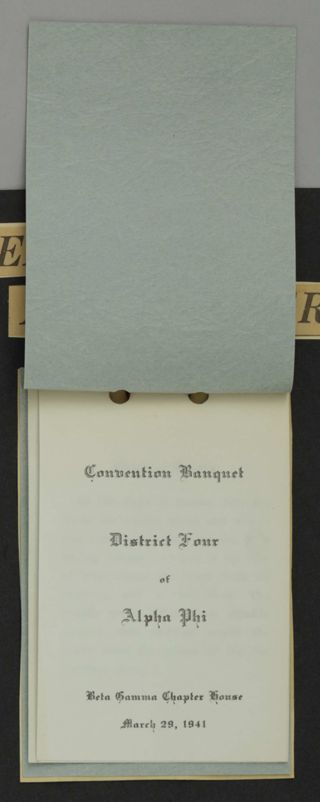 E
R
Convention Banquet
District Four
of
Alpha Phi
Beta Gamma Chapter House
March 29, 1941